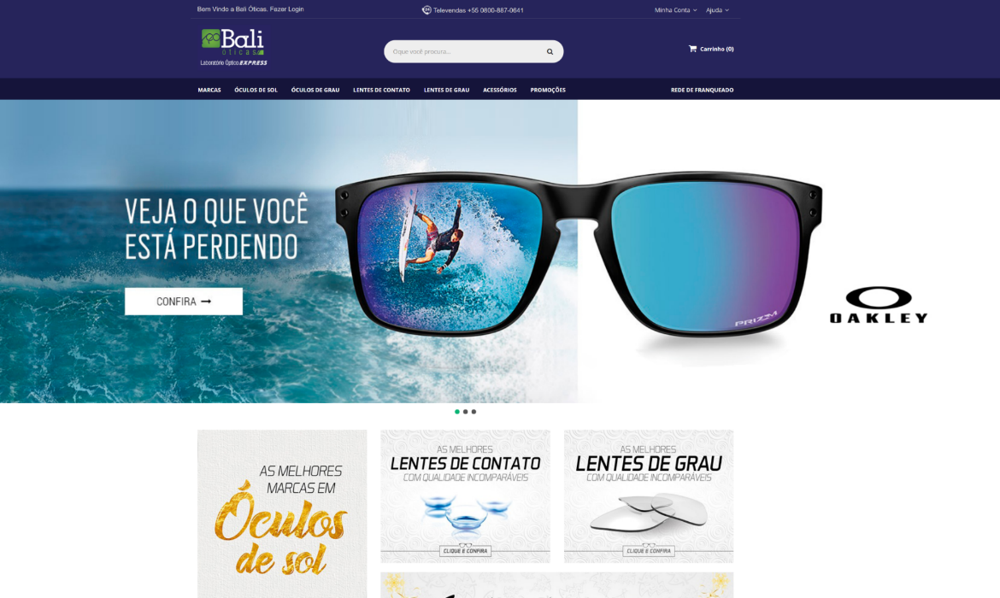 Bem Vindo a Bali Óticas. Fazer Login
24 Televendas +55 0800-887-0641
Minha Conta
Ajuda
Bali
óticas
Laboratório Óptico EXPRESS
Oque você procura...
Carrinho (0)
MARCAS ÓCULOS DE SOL ÓCULOS DE GRAU LENTES DE CONTATO LENTES DE GRAU ACESSÓRIOS PROMOÇÕES REDE DE FRANQUEADO
VEJA O QUE VOCÊ
ESTÁ PERDENDO
CONFIRA
PRIZM
OAKLEY
AS MELHORES
MARCAS EM
Óculos
de sol
AS MELHORES
LENTES DE CONTATO
COM QUALIDADE INCOMPARÁVEIS
CLIQUE E CONFIRA
AS MELHORES
LENTES DE GRAU
COM QUALIDADE INCOMPARÁVEIS
CLIQUE E CONFIRA